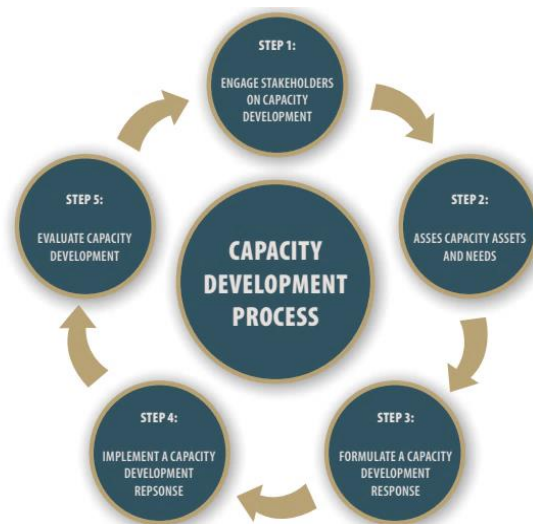 STEP 1:
ENGAGE STAKEHOLDERS
ON CAPACITY
DEVELOPMENT
STEP 2:
ASSES CAPACITY ASSETS
AND NEEDS
STEP 3:
FORMULATE A CAPACITY
DEVELOPMENT
RESPONSE
STEP 4:
IMPLEMENT A CAPACITY
DEVELOPMENT
REPSONSE
STEP 5:
EVALUATE CAPACITY
DEVELOPMENT
CAPACITY
DEVELOPMENT
PROCESS